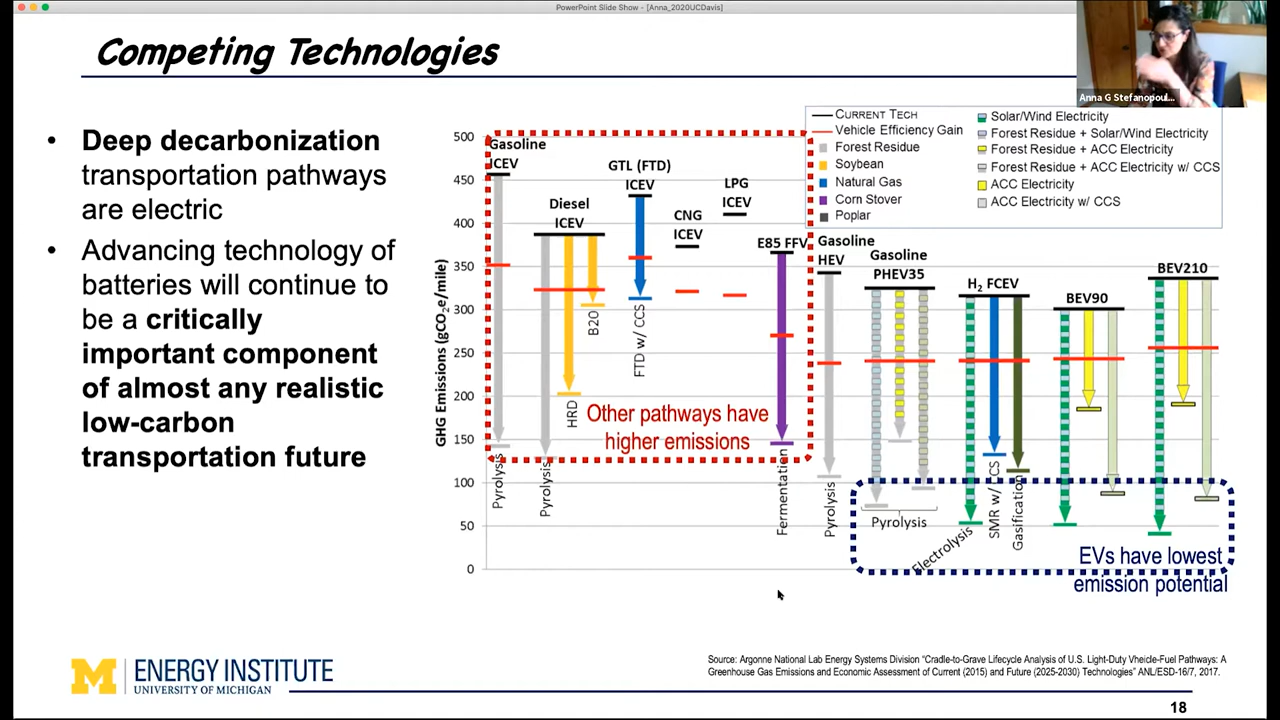 PowerPoint Slide Show - [Anna_2020UCDavis]
Competing Technologies
Anna G Stefanopoul...
• Deep decarbonization
transportation pathways
are electric
• Advancing technology of
batteries will continue to
be a critically
important component
of almost any realistic
low-carbon
transportation future
GHG Emissions (gCO₂e/mile)
500
450
400
350
300
250
200
150
100
50
0
CURRENT TECH
Vehicle Efficiency Gain
Forest Residue
Soybean
Natural Gas
Corn Stover
Poplar
Solar/Wind Electricity
Forest Residue + Solar/Wind Electricity
Forest Residue + ACC Electricity
Forest Residue + ACC Electricity w/ CCS
ACC Electricity
ACC Electricity w/ CCS
Gasoline
ICEV
Diesel
ICEV
GTL (FTD)
ICEV
CNG
ICEV
LPG
ICEV
E85 FFV
Gasoline
HEV
Gasoline
PHEV35
H₂ FCEV
BEV90
BEV210
Pyrolysis
Pyrolysis
HRD
B20
FTD w/ CCS
Fermentation
Pyrolysis
Pyrolysis
Electrolysis
SMR w/ CCS
Gasification
Other pathways have
higher emissions
EVs have lowest
emission potential
M ENERGY INSTITUTE
UNIVERSITY OF MICHIGAN
Source: Argonne National Lab Energy Systems Division “Cradle-to-Grave Lifecycle Analysis of U.S. Light-Duty Vheicle-Fuel Pathways: A
Greenhouse Gas Emissions and Economic Assessment of Current (2015) and Future (2025-2030) Technologies” ANL/ESD-16/7, 2017.
18